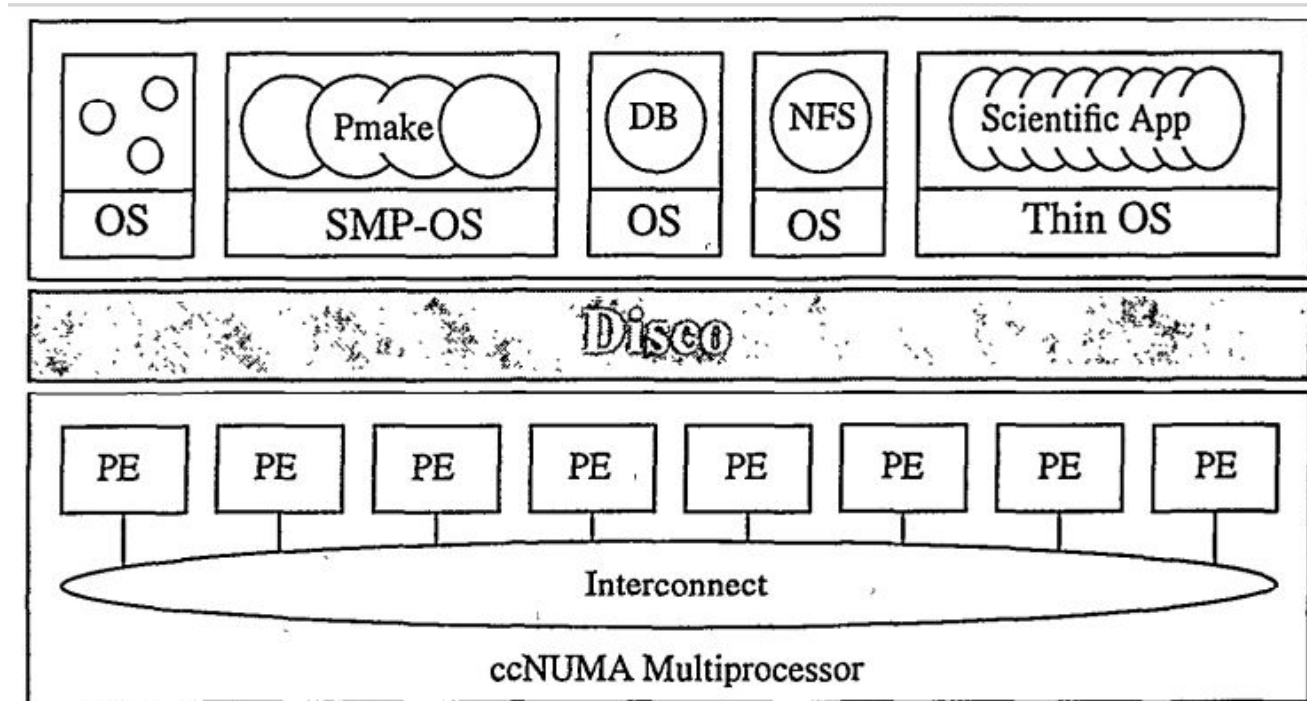 Pmake
DB
NFS
Scientific App
OS
SMP-OS
OS
OS
Thin OS
Disco
PE
PE
PE
PE
PE
PE
PE
PE
Interconnect
ccNUMA Multiprocessor